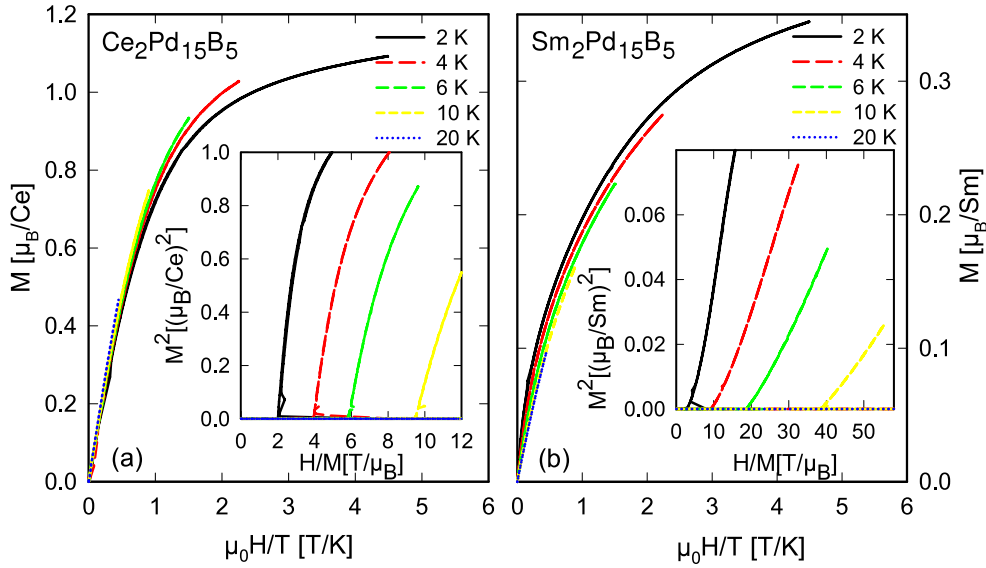 (a)
Ce2Pd15B5
2 K
4 K
6 K
10 K
20 K
1.2
1.0
0.8
0.6
0.4
0.2
0.0
M [μB/Ce]
0 1 2 3 4 5 6
μ0H/T [T/K]
1.0
0.8
0.6
0.4
0.2
0.0
M2[(μB/Ce)2]
0 2 4 6 8 10 12
H/M[T/μB]
(b)
Sm2Pd15B5
2 K
4 K
6 K
10 K
20 K
0.3
0.2
0.1
0.0
M [μB/Sm]
0 1 2 3 4 5 6
μ0H/T [T/K]
0.06
0.04
0.02
0.00
M2[(μB/Sm)2]
0 10 20 30 40 50
H/M[T/μB]